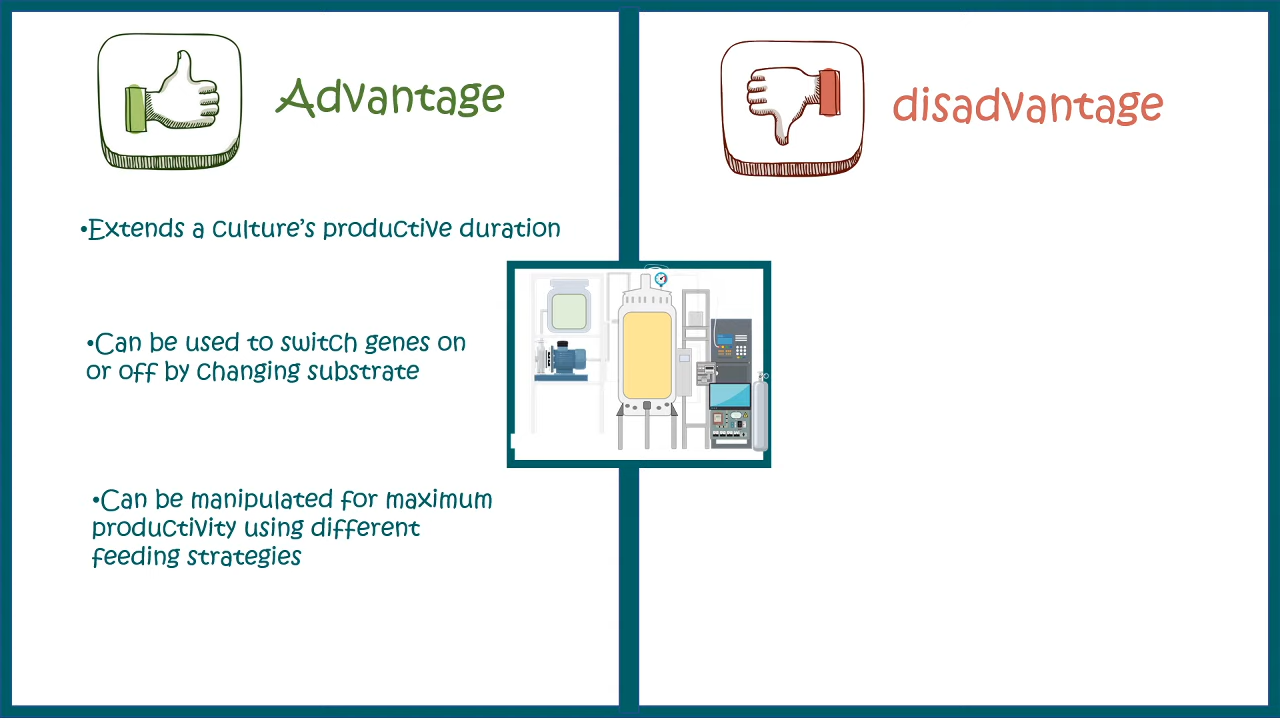 Advantage
disadvantage
•Extends a culture's productive duration
•Can be used to switch genes on
or off by changing substrate
•Can be manipulated for maximum
productivity using different
feeding strategies